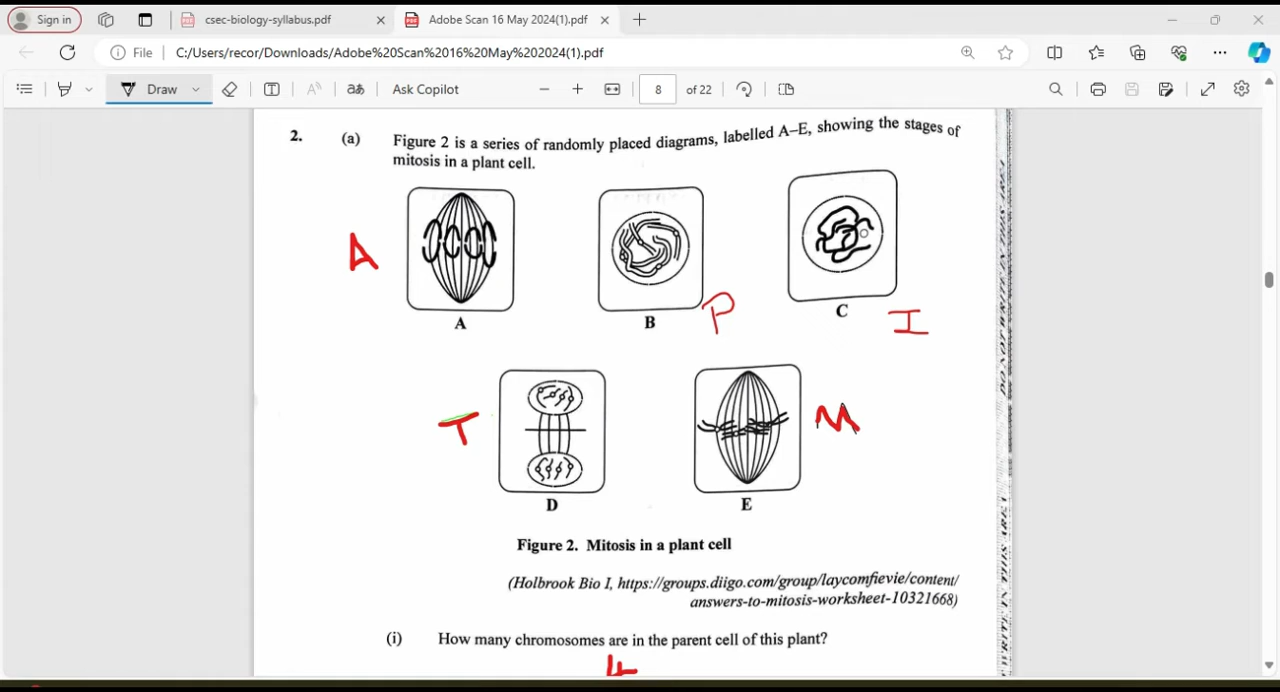 Sign in
csec-biology-syllabus.pdf
Adobe Scan 16 May 2024(1).pdf
File
C:/Users/recor/Downloads/Adobe%20Scan%2016%20May%202024(1).pdf
Draw
Ask Copilot
8
of 22
2. (a) Figure 2 is a series of randomly placed diagrams, labelled A–E, showing the stages of
mitosis in a plant cell.
A
A
B
P
C
I
T
M
D
E
Figure 2. Mitosis in a plant cell
(Holbrook Bio I, https://groups.diigo.com/group/laycomfievie/content/
answers-to-mitosis-worksheet-10321668)
(i) How many chromosomes are in the parent cell of this plant?
4